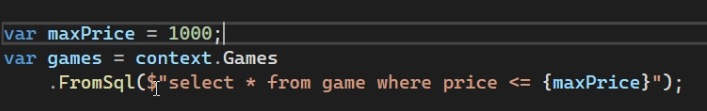 var maxPrice = 1000;
var games = context.Games
.FromSql($"select * from game where price <= {maxPrice}");